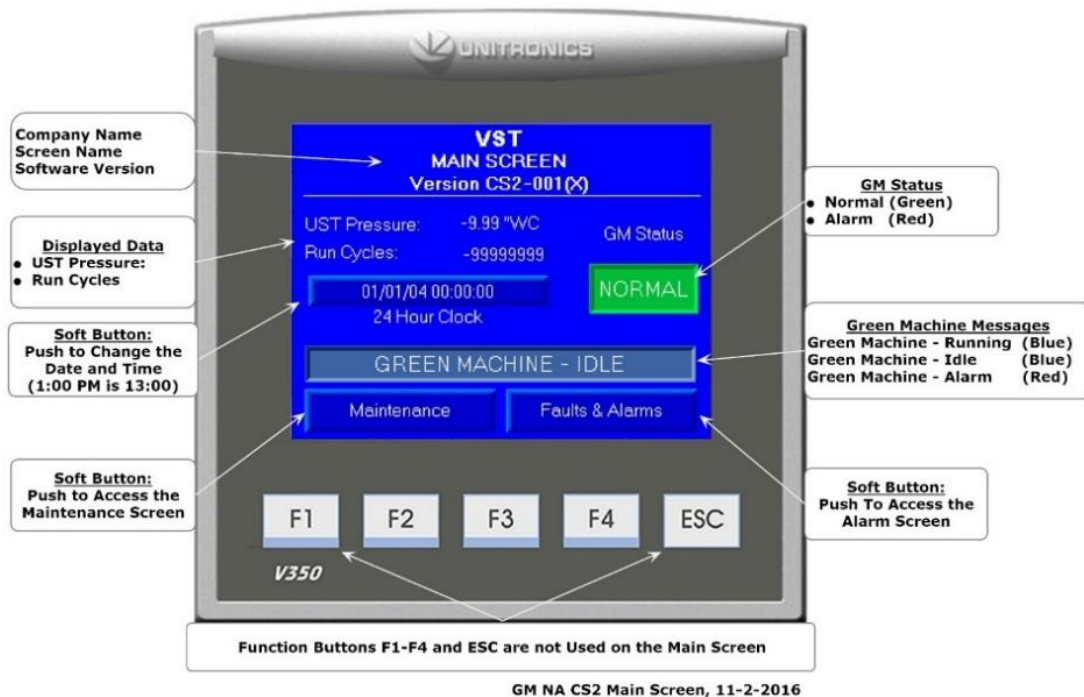 UNITRONICS
Company Name
Screen Name
Software Version
VST
MAIN SCREEN
Version CS2-001(X)
GM Status
• Normal (Green)
• Alarm (Red)
Displayed Data
• UST Pressure:
• Run Cycles
UST Pressure: -9.99 "WC
Run Cycles: -99999999
GM Status
NORMAL
01/01/04 00:00:00
24 Hour Clock
Soft Button:
Push to Change the
Date and Time
(1:00 PM is 13:00)
Green Machine Messages
Green Machine - Running (Blue)
Green Machine - Idle (Blue)
Green Machine - Alarm (Red)
GREEN MACHINE - IDLE
Maintenance
Faults & Alarms
Soft Button:
Push to Access the
Maintenance Screen
Soft Button:
Push To Access the
Alarm Screen
F1 F2 F3 F4 ESC
V350
Function Buttons F1-F4 and ESC are not Used on the Main Screen
GM NA CS2 Main Screen, 11-2-2016